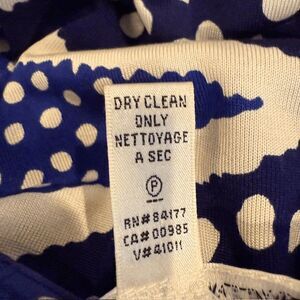 DRY CLEAN
ONLY
NETTOYAGE
A SEC
P
RN# 84177
CA# 00985
V# 41011